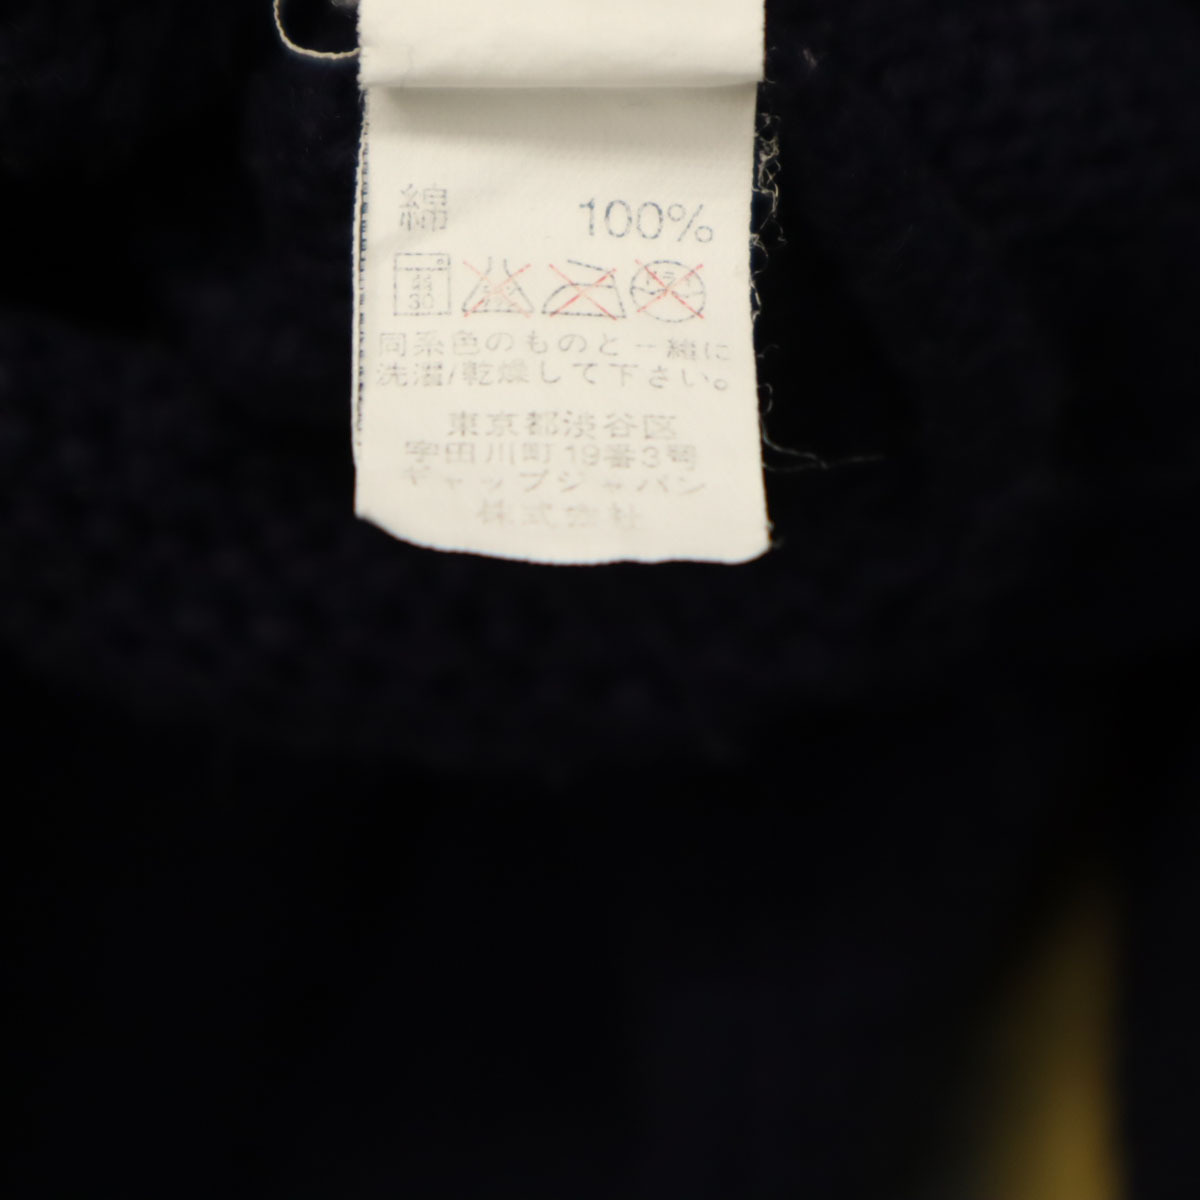 綿 100%
弱 30
同系色のものと一緒に
洗濯/乾燥して下さい。
東京都渋谷区
宇田川町19番3号
ギャップジャパン
株式会社